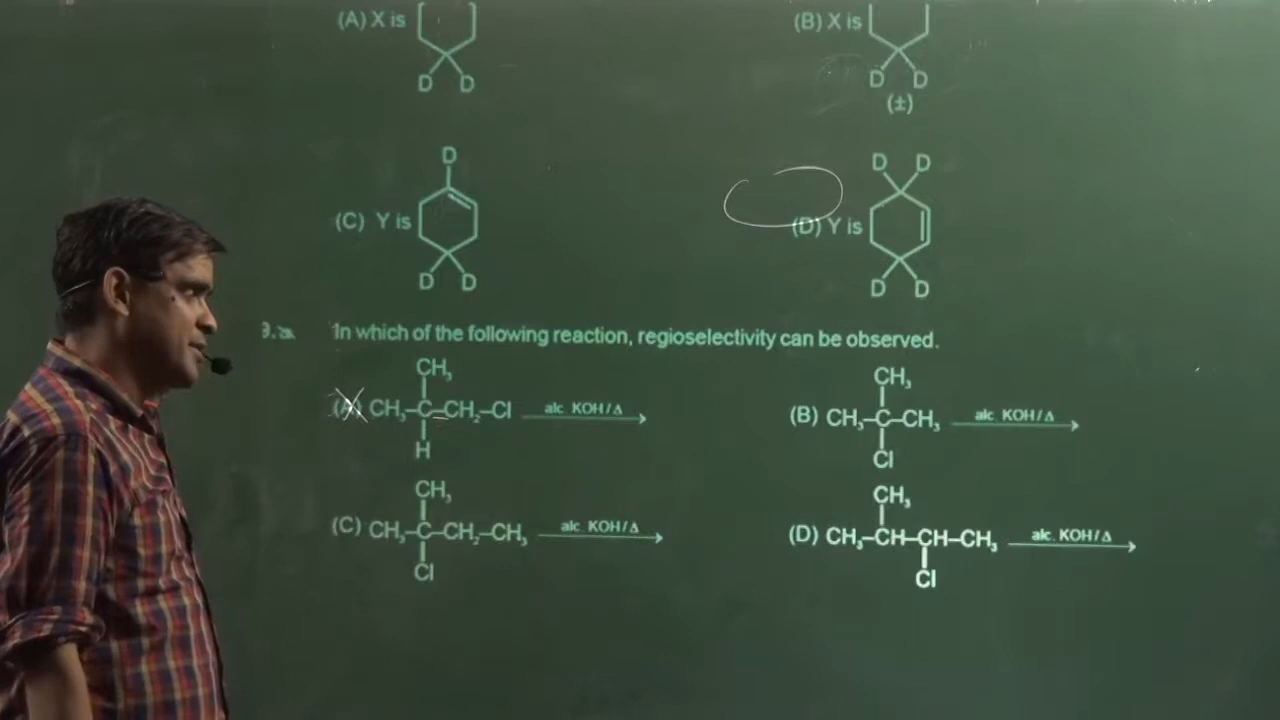 (A) X is
D D
(B) X is
D D
(±)
D
(C) Y is
D D
D D
(D) Y is
D D
9. In which of the following reaction, regioselectivity can be observed.
CH₃
(A) CH₃–C–CH₂–Cl alc. KOH/Δ
H
CH₃
(B) CH₃–C–CH₃ alc. KOH/Δ
Cl
CH₃
(C) CH₃–C–CH₂–CH₃ alc. KOH/Δ
Cl
CH₃
(D) CH₃–CH–CH–CH₃ alc. KOH/Δ
Cl